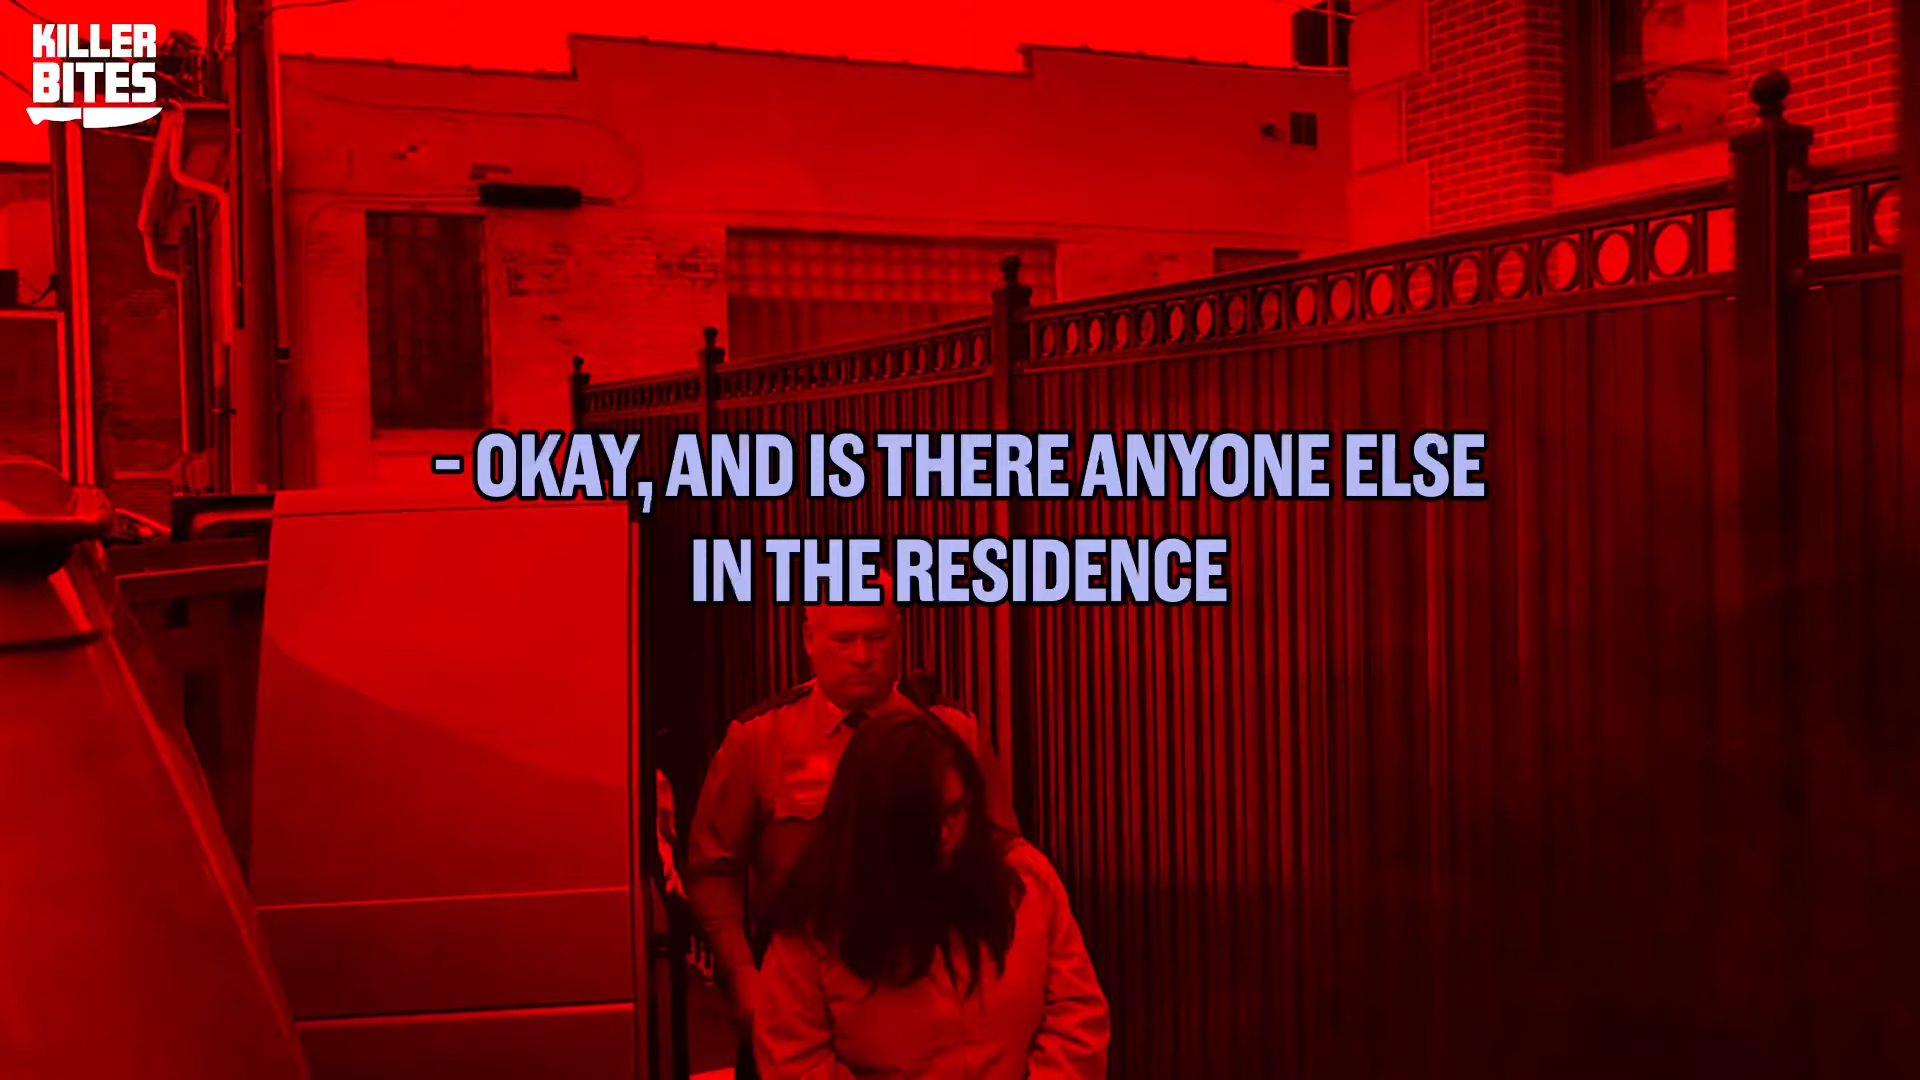 KILLER
BITES
- OKAY, AND IS THERE ANYONE ELSE
IN THE RESIDENCE